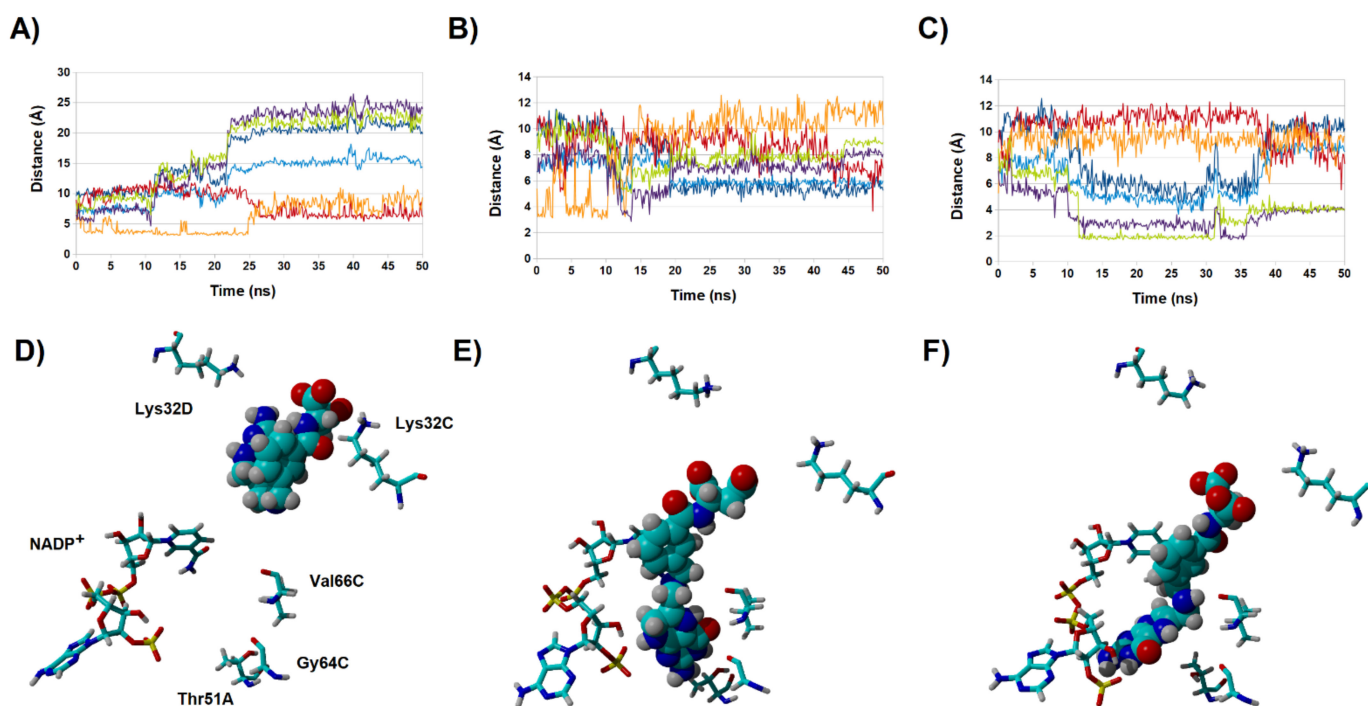 A)
B)
C)
Distance (Å)
30
25
20
15
10
5
0
0 5 10 15 20 25 30 35 40 45 50
Time (ns)
Distance (Å)
14
12
10
8
6
4
2
0
0 5 10 15 20 25 30 35 40 45 50
Time (ns)
Distance (Å)
14
12
10
8
6
4
2
0
0 5 10 15 20 25 30 35 40 45 50
Time (ns)
D)
Lys32D
Lys32C
NADP+
Val66C
Gy64C
Thr51A
E)
F)